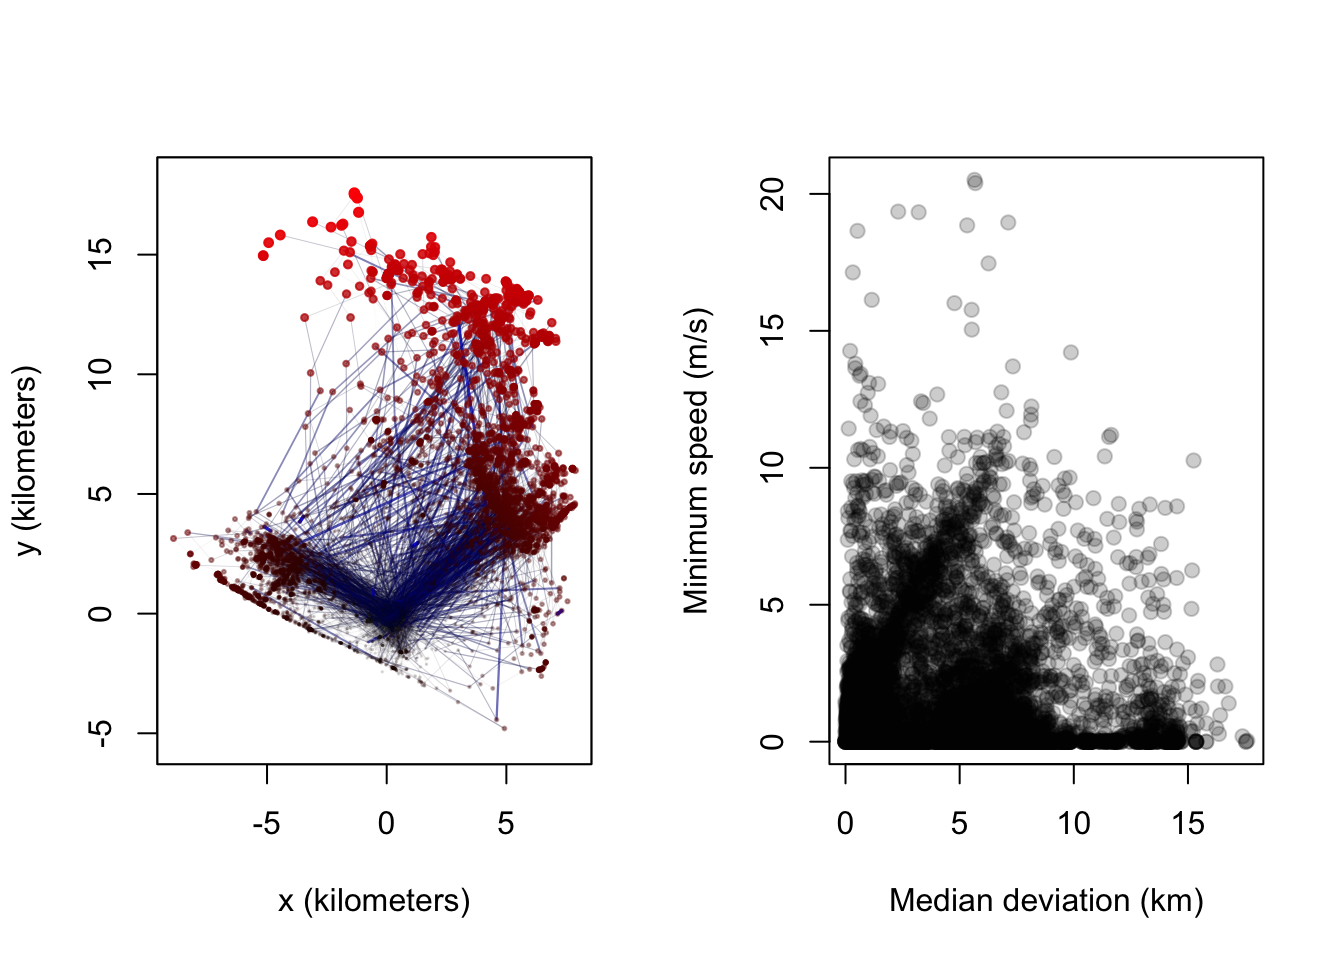 y (kilometers)
15
10
5
0
-5
-5 0 5
x (kilometers)
Minimum speed (m/s)
20
15
10
5
0
0 5 10 15
Median deviation (km)